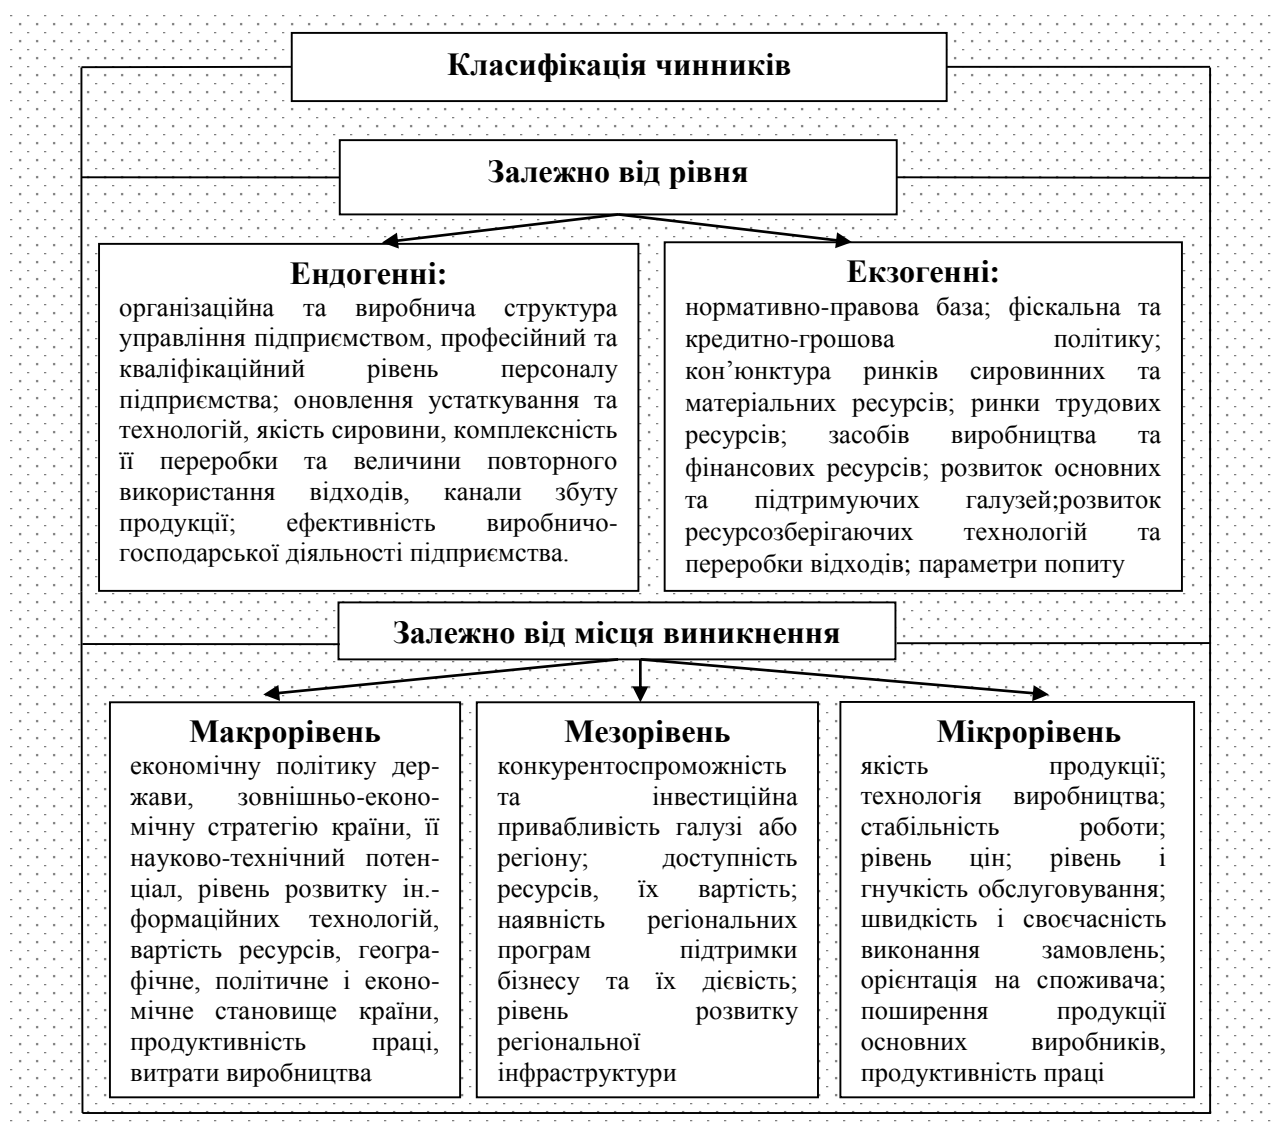 Класифікація чинників
Залежно від рівня
Ендогенні:
організаційна та виробнича структура
управління підприємством, професійний та
кваліфікаційний рівень персоналу
підприємства; оновлення устаткування та
технологій, якість сировини, комплексність
її переробки та величини повторного
використання відходів, канали збуту
продукції; ефективність виробничо-
господарської діяльності підприємства.
Екзогенні:
нормативно-правова база; фіскальна та
кредитно-грошова політику;
кон’юнктура ринків сировинних та
матеріальних ресурсів; ринки трудових
ресурсів; засобів виробництва та
фінансових ресурсів; розвиток основних
та підтримуючих галузей;розвиток
ресурсозберігаючих технологій та
переробки відходів; параметри попиту
Залежно від місця виникнення
Макрорівень
економічну політику дер-
жави, зовнішньо-еконо-
мічну стратегію країни, її
науково-технічний потен-
ціал, рівень розвитку ін.-
формаційних технологій,
вартість ресурсів, геогра-
фічне, політичне і еконо-
мічне становище країни,
продуктивність праці,
витрати виробництва
Мезорівень
конкурентоспроможність
та інвестиційна
привабливість галузі або
регіону; доступність
ресурсів, їх вартість;
наявність регіональних
програм підтримки
бізнесу та їх дієвість;
рівень розвитку
регіональної
інфраструктури
Мікрорівень
якість продукції;
технологія виробництва;
стабільність роботи;
рівень цін; рівень і
гнучкість обслуговування;
швидкість і своєчасність
виконання замовлень;
орієнтація на споживача;
поширення продукції
основних виробників,
продуктивність праці